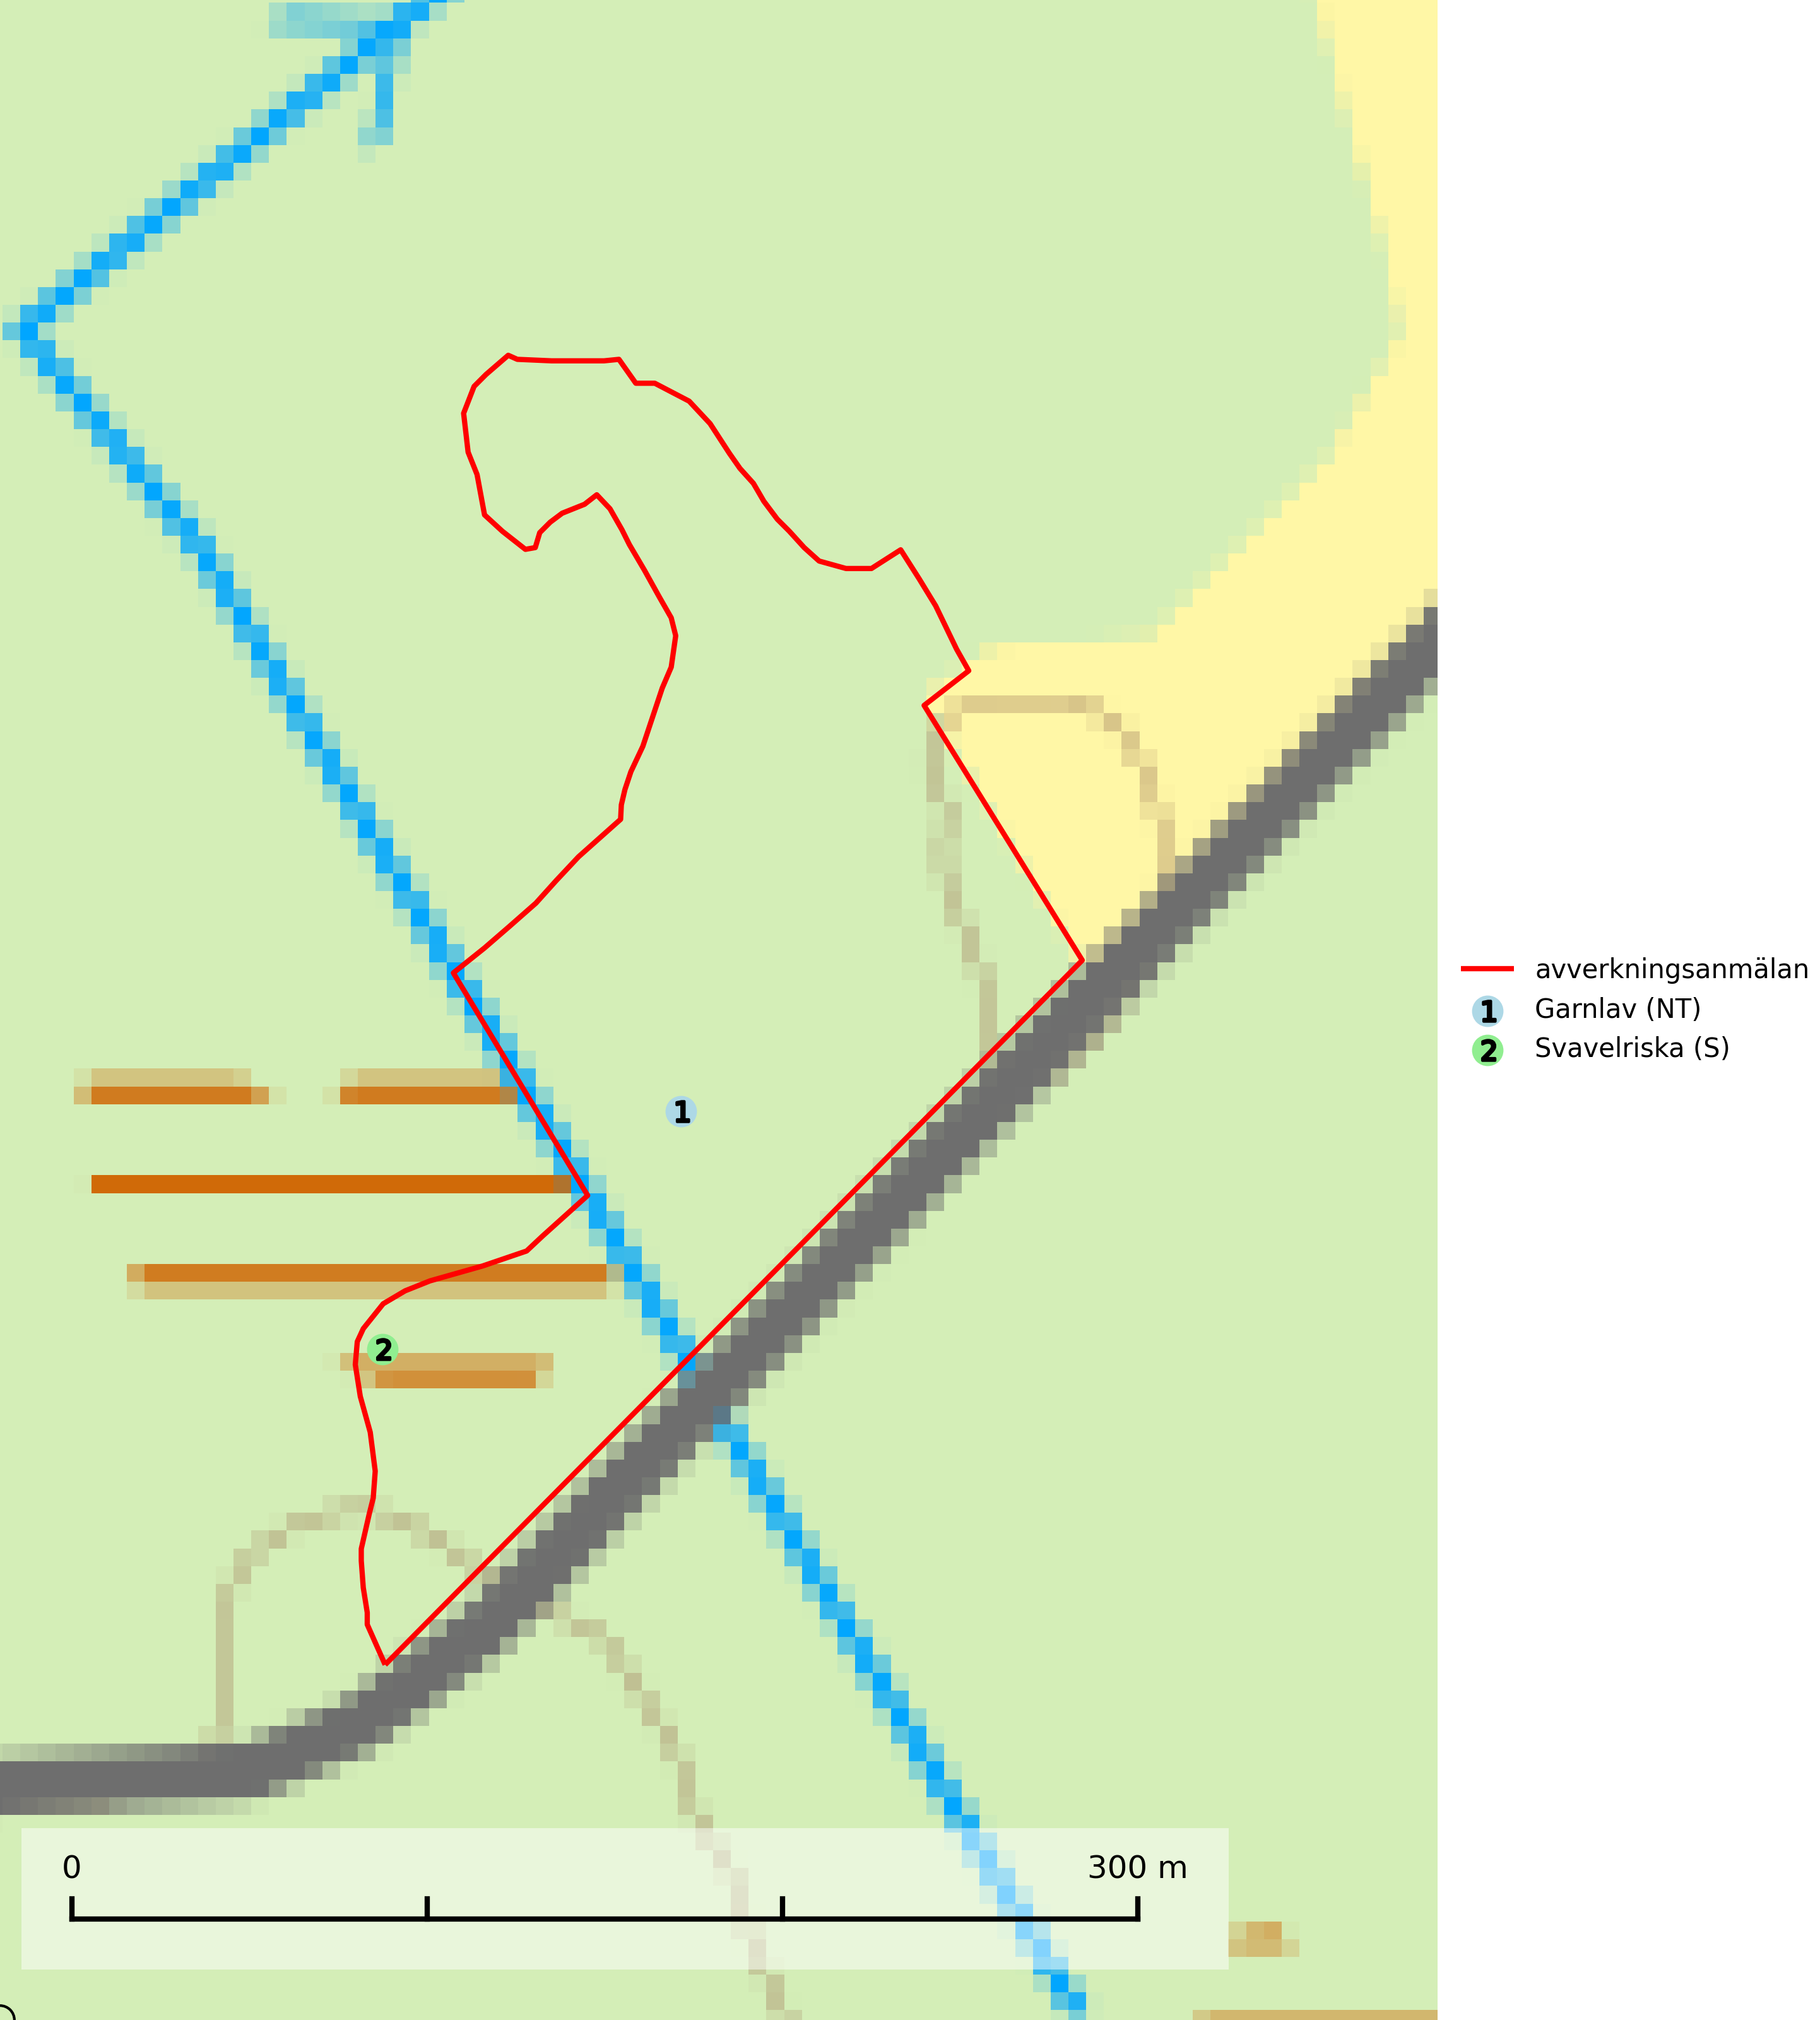 avverkningsanmälan
1 Garnlav (NT)
2 Svavelriska (S)
1
2
0 300 m